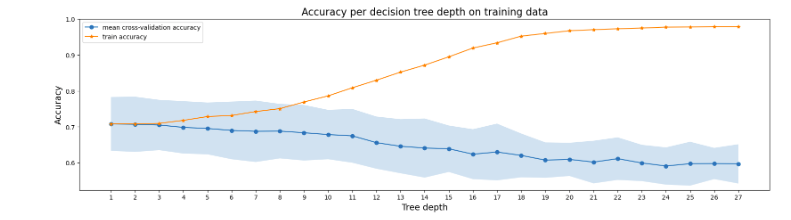 Accuracy per decision tree depth on training data
mean cross-validation accuracy
train accuracy
Accuracy
1.0
0.9
0.8
0.7
0.6
1 2 3 4 5 6 7 8 9 10 11 12 13 14 15 16 17 18 19 20 21 22 23 24 25 26 27
Tree depth